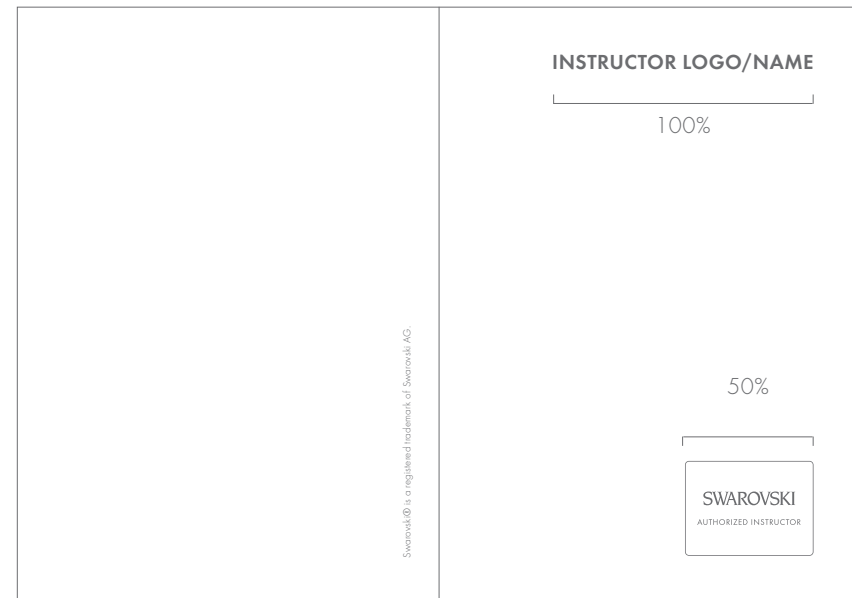 Swarovski® is a registered trademark of Swarovski AG.
INSTRUCTOR LOGO/NAME
100%
50%
SWAROVSKI
AUTHORIZED INSTRUCTOR